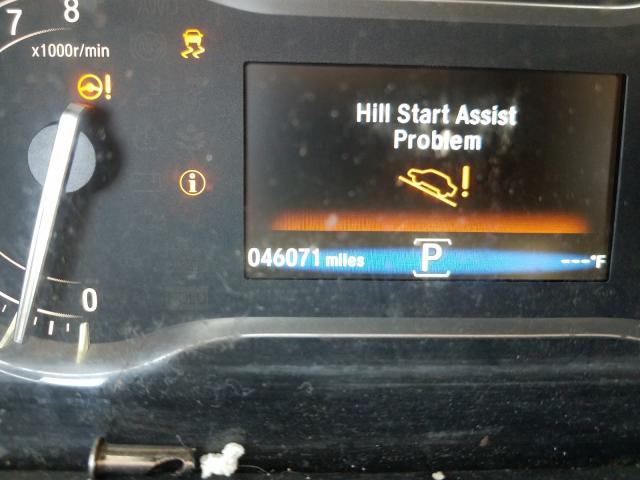 7 8
x1000r/min
!
Hill Start Assist
Problem
!
i
046071 miles P ---°F
0